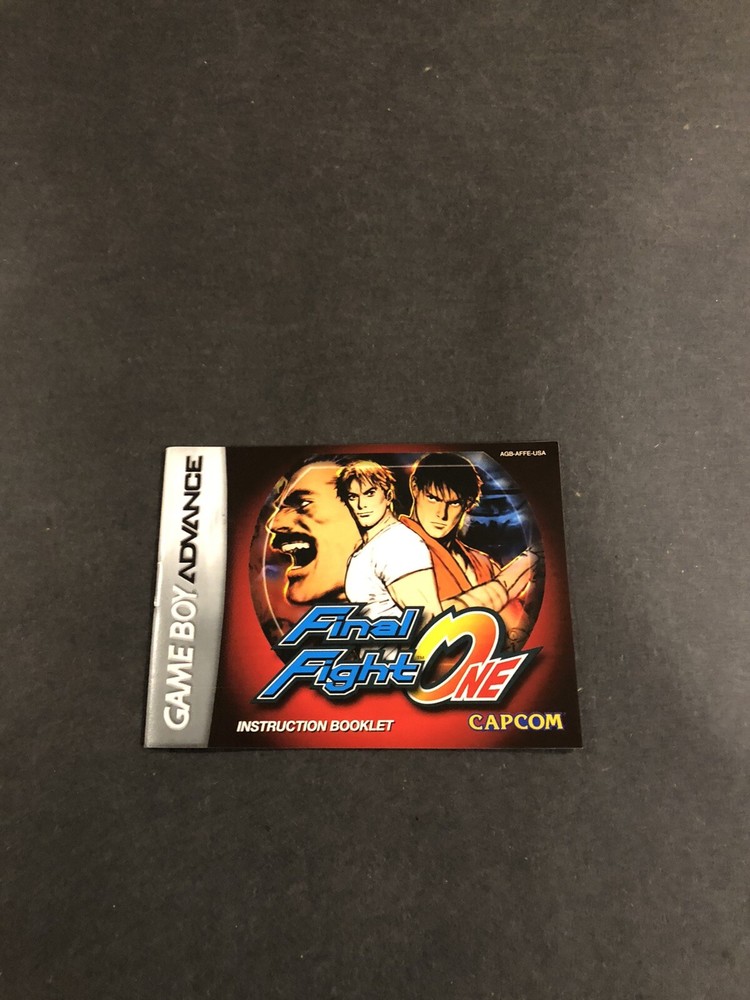 GAME BOY ADVANCE
AGB-AFFE-USA
Final
Fight ONE
INSTRUCTION BOOKLET
CAPCOM